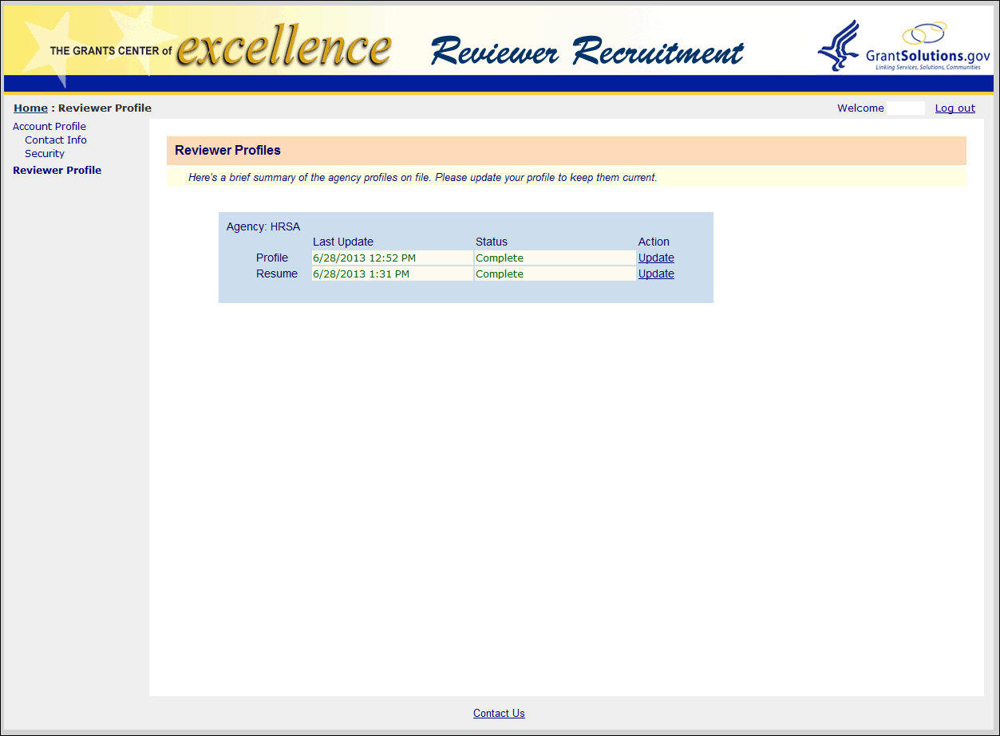 THE GRANTS CENTER of excellence
Reviewer Recruitment
GrantSolutions.gov
Linking Services, Solutions, Communities
Home : Reviewer Profile
Welcome Log out
Account Profile
Contact Info
Security
Reviewer Profile
Reviewer Profiles
Here's a brief summary of the agency profiles on file. Please update your profile to keep them current.
Agency: HRSA
Last Update Status Action
Profile 6/28/2013 12:52 PM Complete Update
Resume 6/28/2013 1:31 PM Complete Update
Contact Us